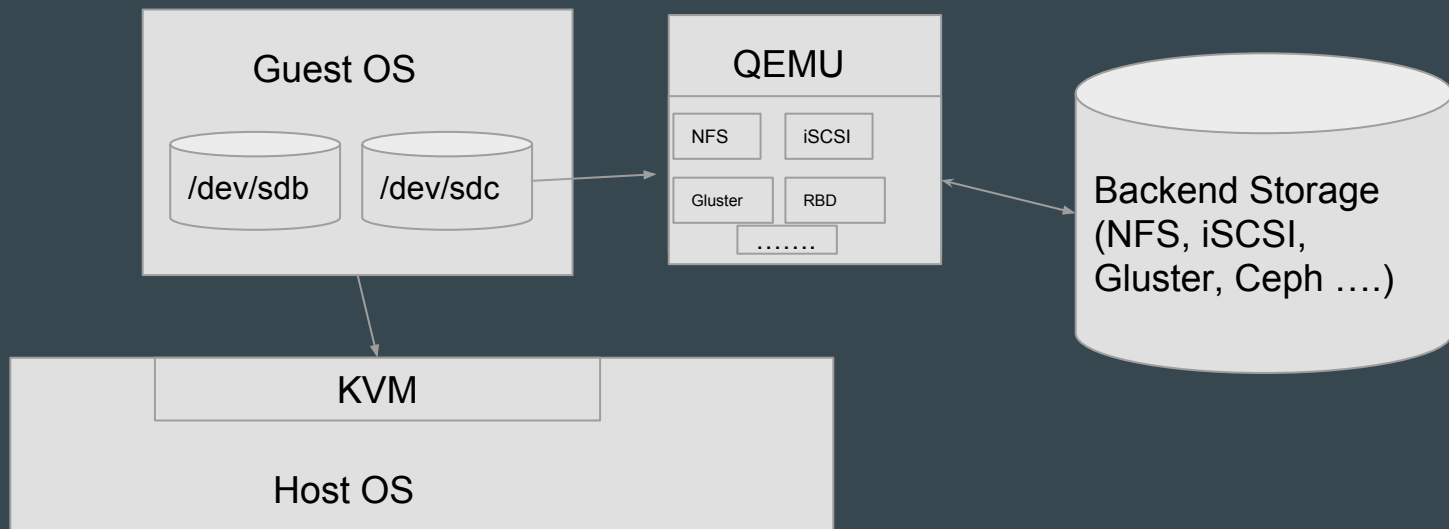 Guest OS
/dev/sdb
/dev/sdc
QEMU
NFS
iSCSI
Gluster
RBD
.......
Backend Storage
(NFS, iSCSI,
Gluster, Ceph ….)
KVM
Host OS